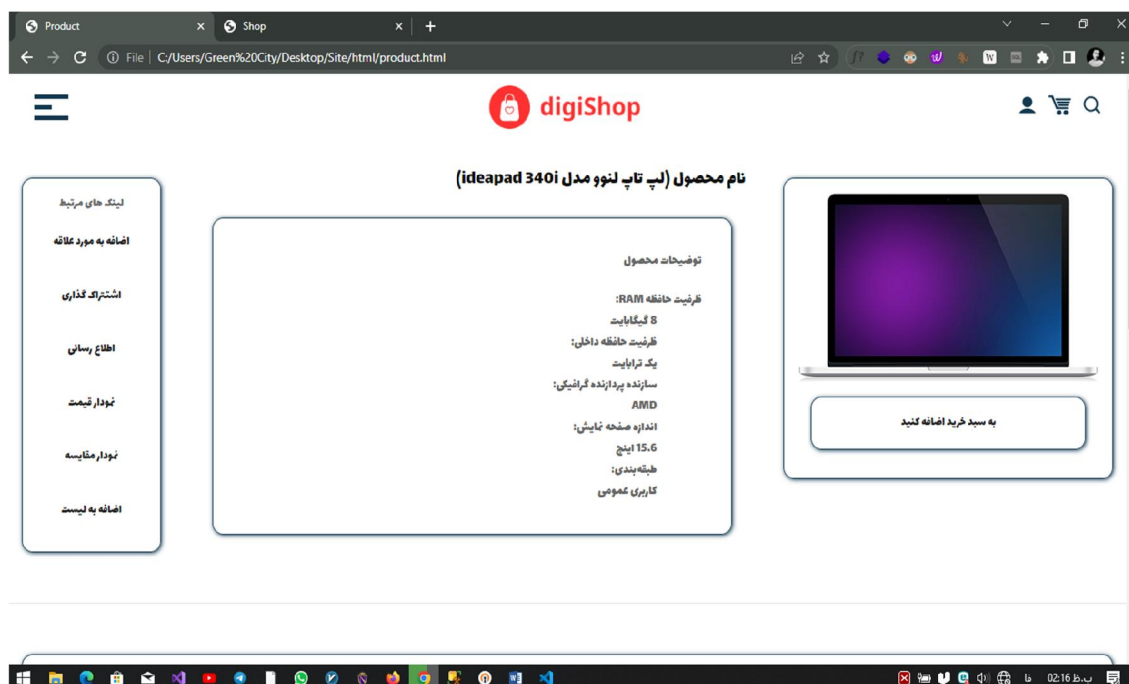 Product
Shop
File
C:/Users/Green%20City/Desktop/Site/html/product.html
digiShop
نام محصول (لپ تاپ لنوو مدل ideapad 340i)
توضیحات محصول
ظرفیت حافظه RAM:
8 گیگابایت
ظرفیت حافظه داخلی:
یک ترابایت
سازنده پردازنده گرافیکی:
AMD
اندازه صفحه نمایش:
15.6 اینچ
طبقه‌بندی:
کاربری عمومی
به سبد خرید اضافه کنید
لینک های مرتبط
اضافه به مورد علاقه
اشتتراک گذاری
اطلاع رسانی
نمودار قیمت
نمودار مقایسه
اضافه به لیست
فا
02:16 ب.ظ